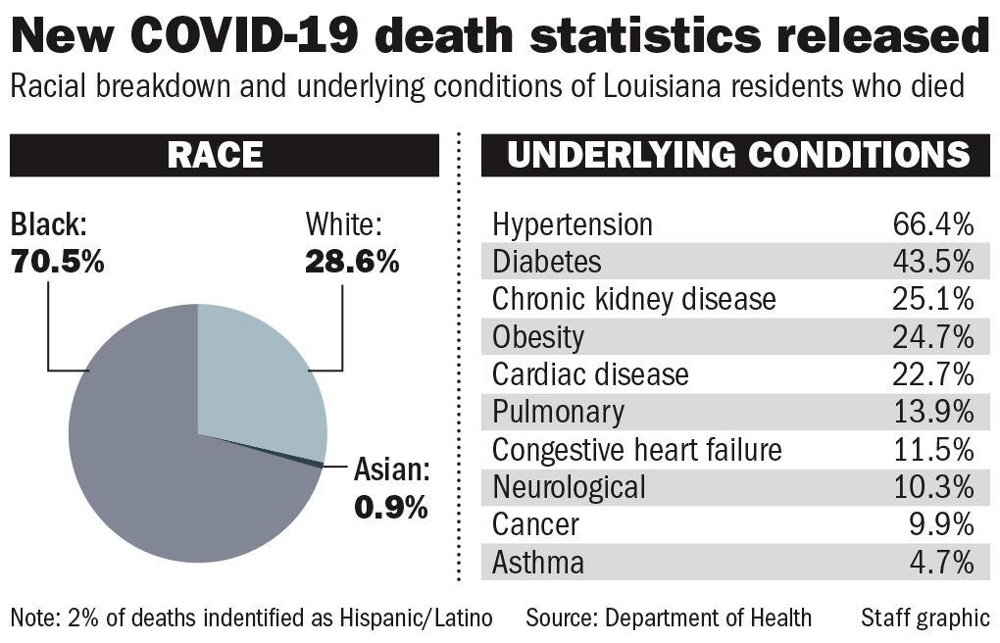 New COVID-19 death statistics released
Racial breakdown and underlying conditions of Louisiana residents who died
RACE
Black:
70.5%
White:
28.6%
Asian:
0.9%
UNDERLYING CONDITIONS
Hypertension 66.4%
Diabetes 43.5%
Chronic kidney disease 25.1%
Obesity 24.7%
Cardiac disease 22.7%
Pulmonary 13.9%
Congestive heart failure 11.5%
Neurological 10.3%
Cancer 9.9%
Asthma 4.7%
Note: 2% of deaths indentified as Hispanic/Latino Source: Department of Health Staff graphic